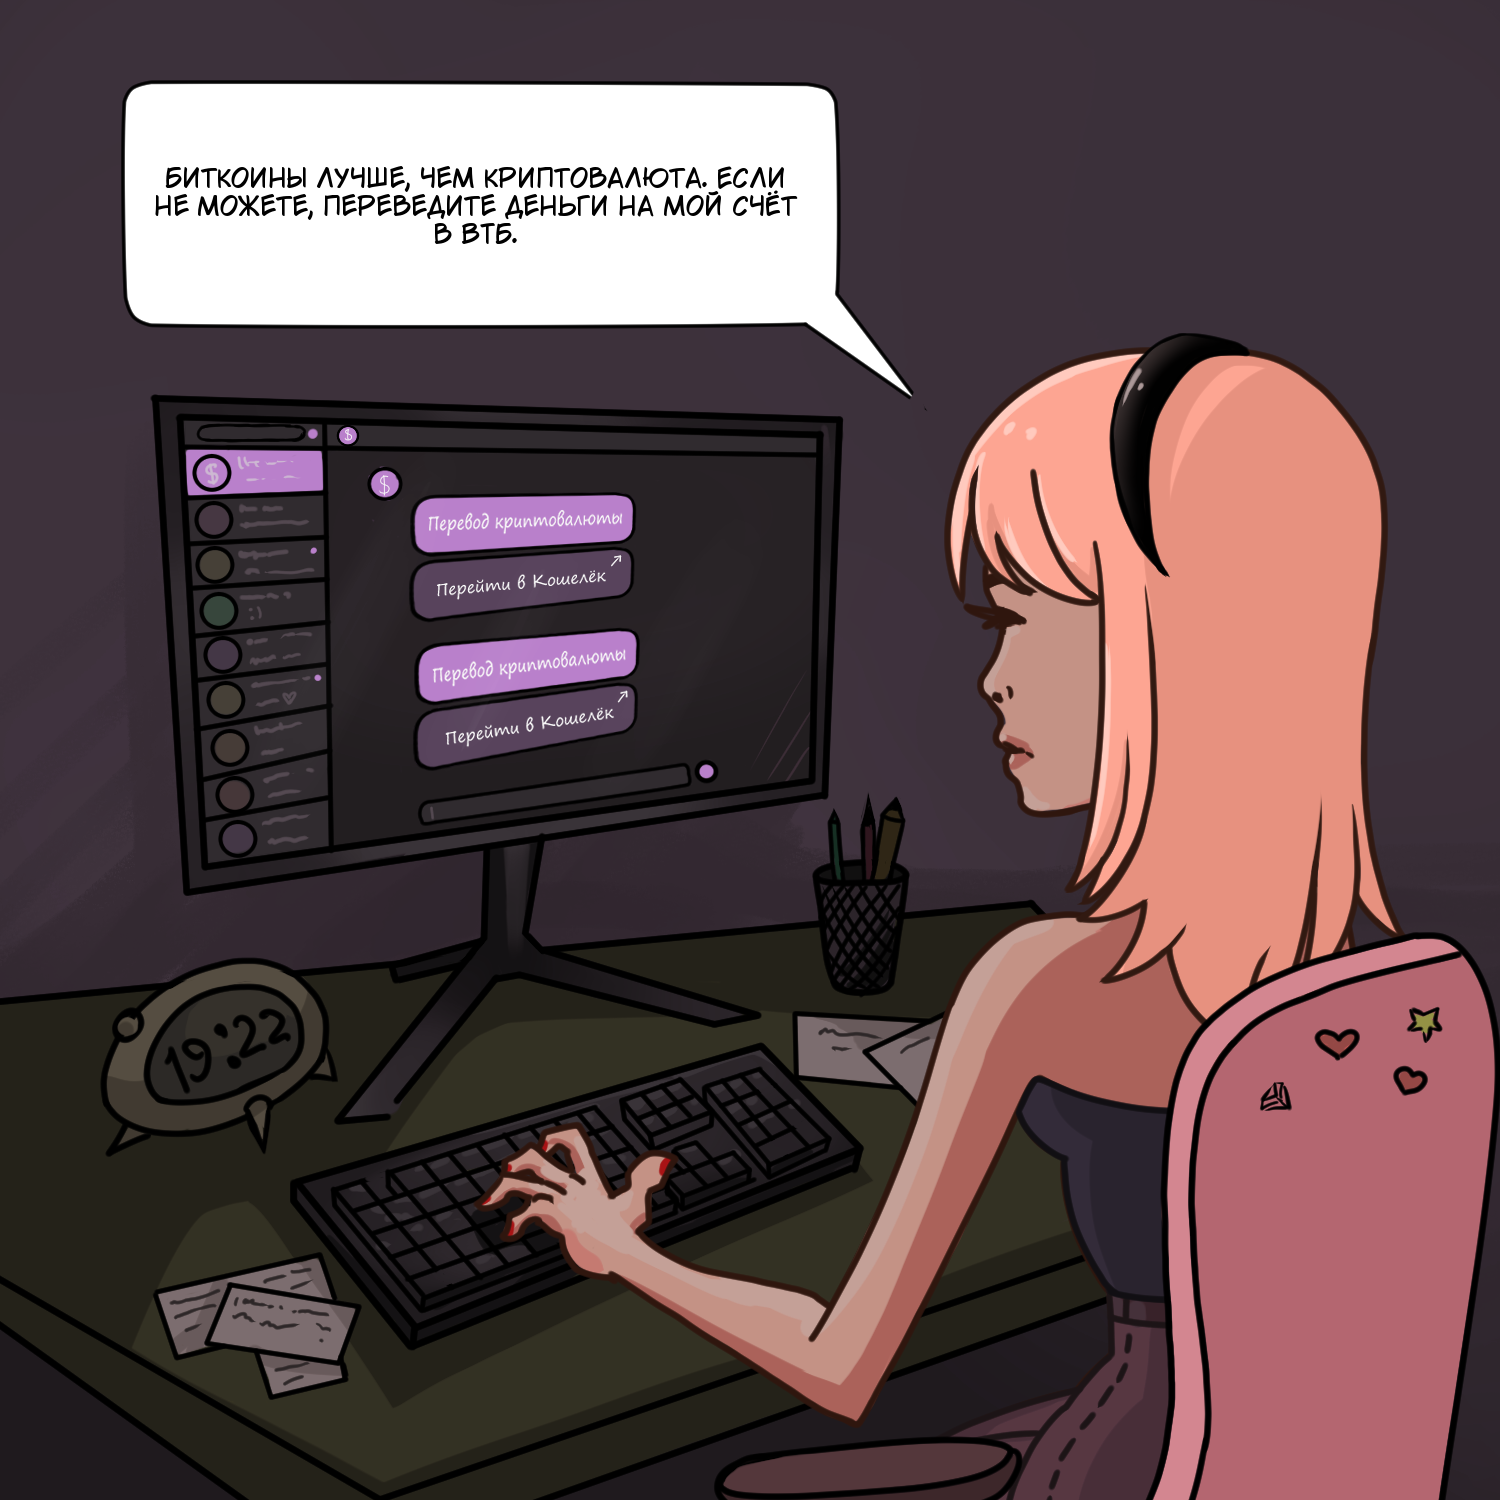 БИТКОИНЫ ЛУЧШЕ, ЧЕМ КРИПТОВАЛЮТА. ЕСЛИ
НЕ МОЖЕТЕ, ПЕРЕВЕДИТЕ ДЕНЬГИ НА МОЙ СЧЁТ
В ВТБ.
$
$
$
Перевод криптовалюты
Перейти в Кошелёк
Перевод криптовалюты
Перейти в Кошелёк
:)
19:22